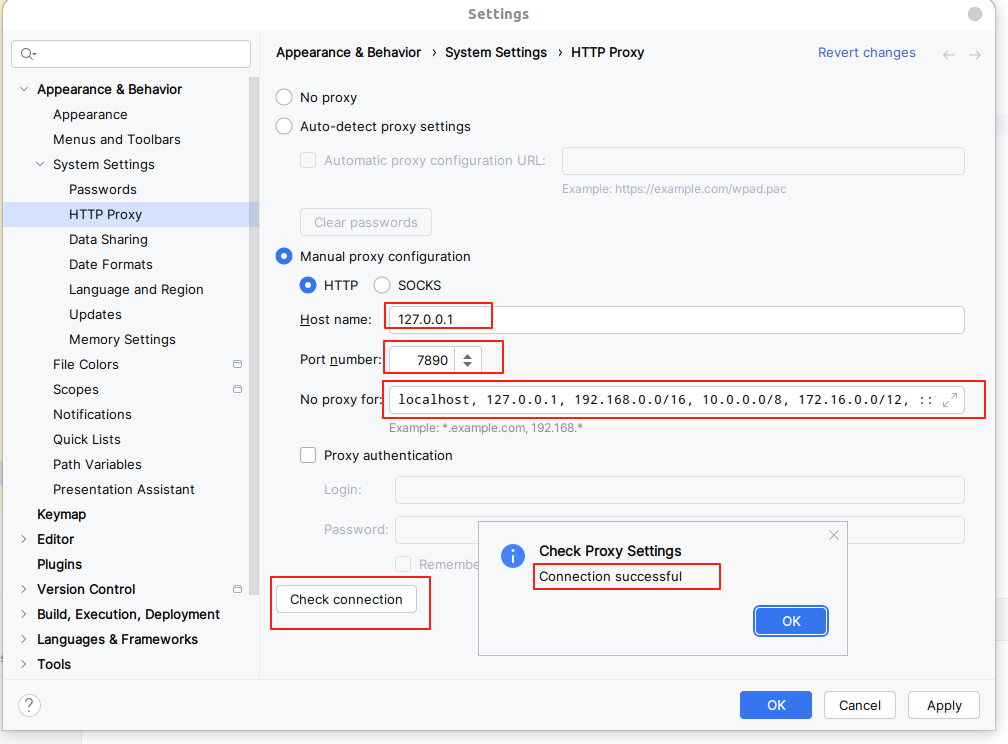 Settings
Appearance & Behavior
Appearance
Menus and Toolbars
System Settings
Passwords
HTTP Proxy
Data Sharing
Date Formats
Language and Region
Updates
Memory Settings
File Colors
Scopes
Notifications
Quick Lists
Path Variables
Presentation Assistant
Keymap
Editor
Plugins
Version Control
Build, Execution, Deployment
Languages & Frameworks
Tools
Appearance & Behavior › System Settings › HTTP Proxy
Revert changes
No proxy
Auto-detect proxy settings
Automatic proxy configuration URL:
Example: https://example.com/wpad.pac
Clear passwords
Manual proxy configuration
HTTP SOCKS
Host name: 127.0.0.1
Port number: 7890
No proxy for: localhost, 127.0.0.1, 192.168.0.0/16, 10.0.0.0/8, 172.16.0.0/12, ::
Example: *.example.com, 192.168.*
Proxy authentication
Login:
Password:
Remembe
Check connection
Check Proxy Settings
Connection successful
OK
?
OK
Cancel
Apply